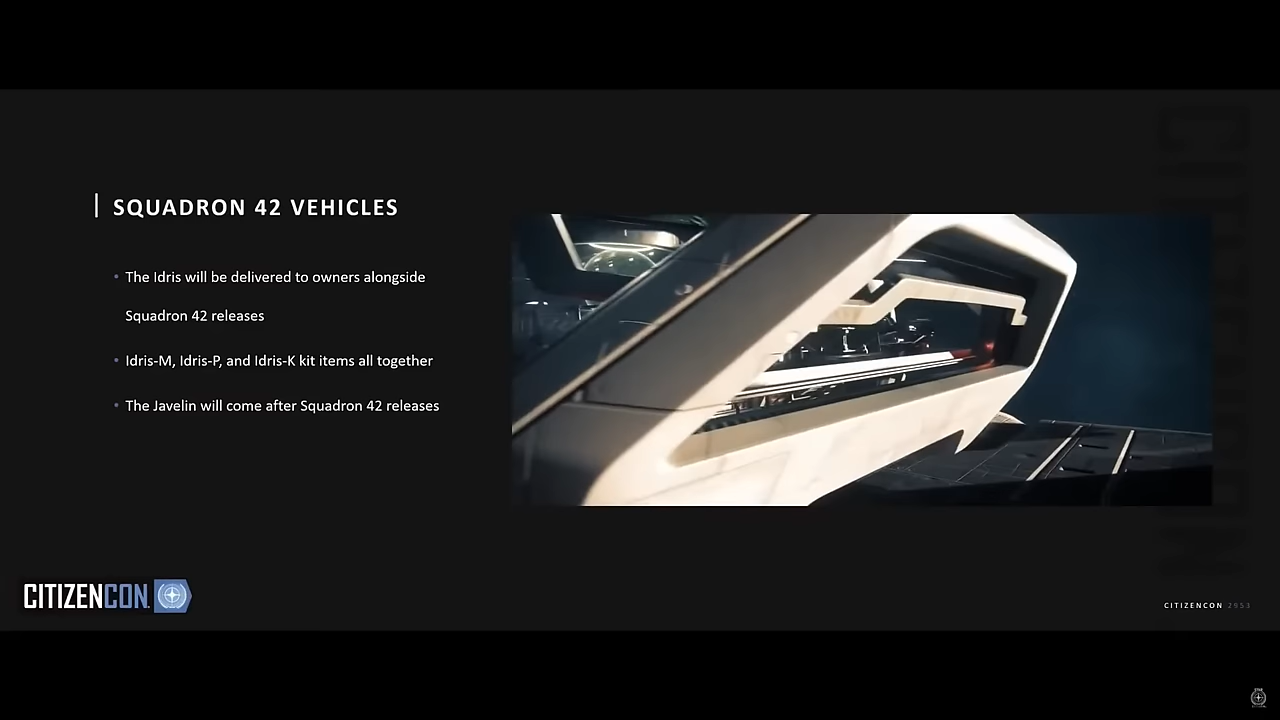 SQUADRON 42 VEHICLES
• The Idris will be delivered to owners alongside
Squadron 42 releases
• Idris-M, Idris-P, and Idris-K kit items all together
• The Javelin will come after Squadron 42 releases
CITIZENCON
CITIZENCON 2953